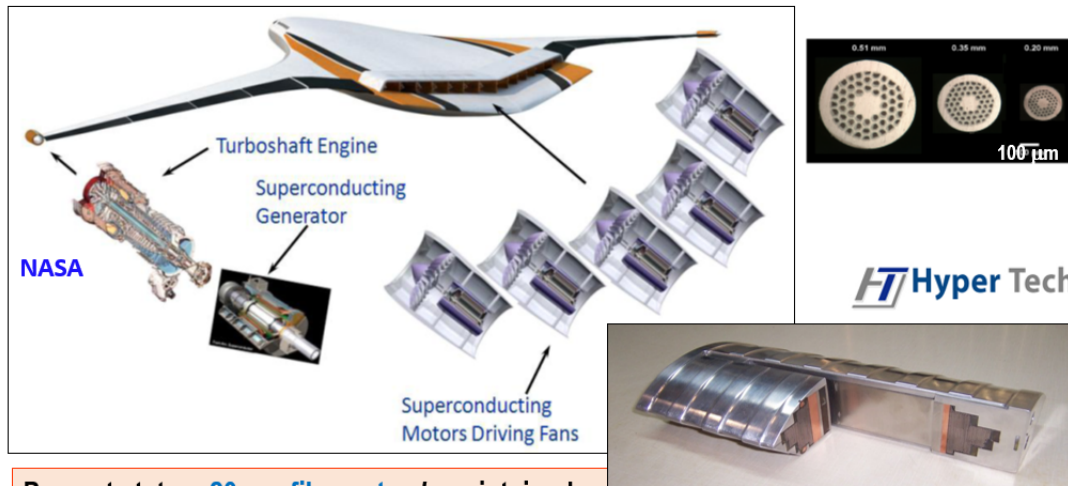 Turboshaft Engine
Superconducting
Generator
NASA
Superconducting
Motors Driving Fans
0.51 mm
0.35 mm
0.20 mm
100 µm
HT Hyper Tech